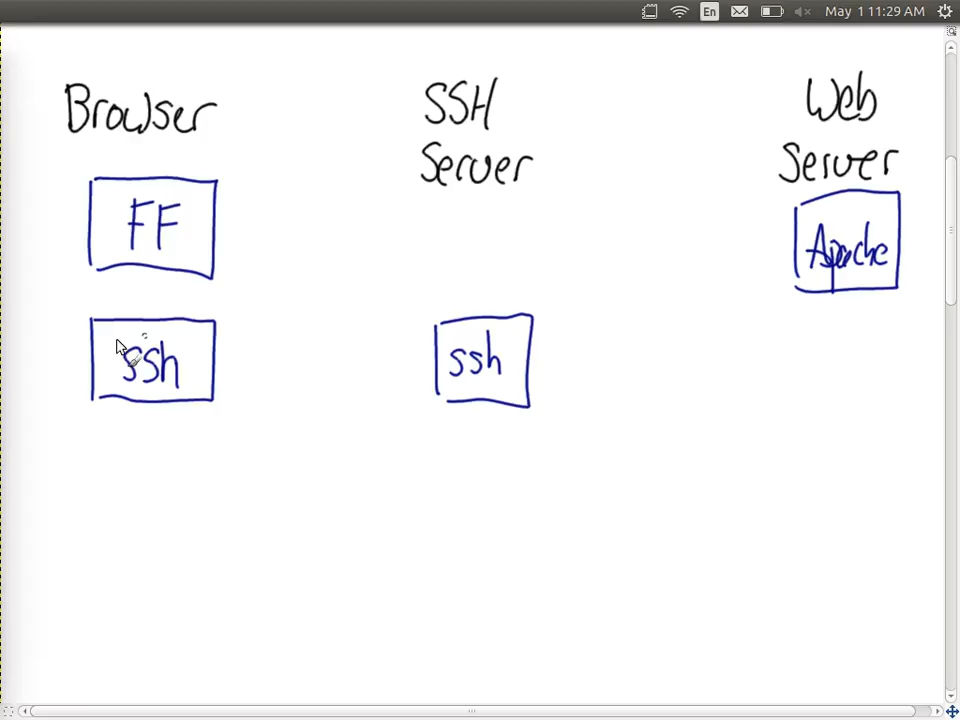 En May 1 11:29 AM
Browser
SSH
Server
Web
Server
FF
Apache
ssh
ssh